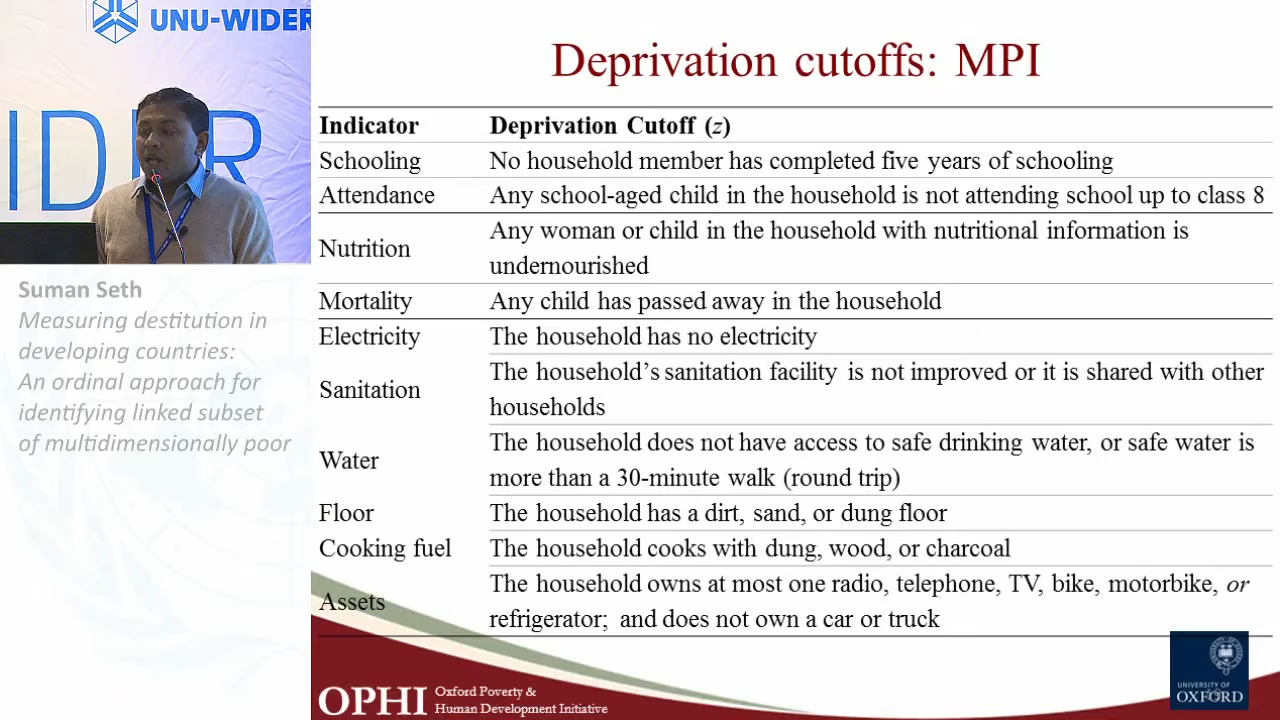 UNU-WIDER
IDER
Suman Seth
Measuring destitution in
developing countries:
An ordinal approach for
identifying linked subset
of multidimensionally poor
Deprivation cutoffs: MPI
Indicator Deprivation Cutoff (z)
Schooling No household member has completed five years of schooling
Attendance Any school-aged child in the household is not attending school up to class 8
Nutrition Any woman or child in the household with nutritional information is
undernourished
Mortality Any child has passed away in the household
Electricity The household has no electricity
Sanitation The household’s sanitation facility is not improved or it is shared with other
households
Water The household does not have access to safe drinking water, or safe water is
more than a 30-minute walk (round trip)
Floor The household has a dirt, sand, or dung floor
Cooking fuel The household cooks with dung, wood, or charcoal
Assets The household owns at most one radio, telephone, TV, bike, motorbike, or
refrigerator; and does not own a car or truck
OPHI Oxford Poverty &
Human Development Initiative
UNIVERSITY OF
OXFORD